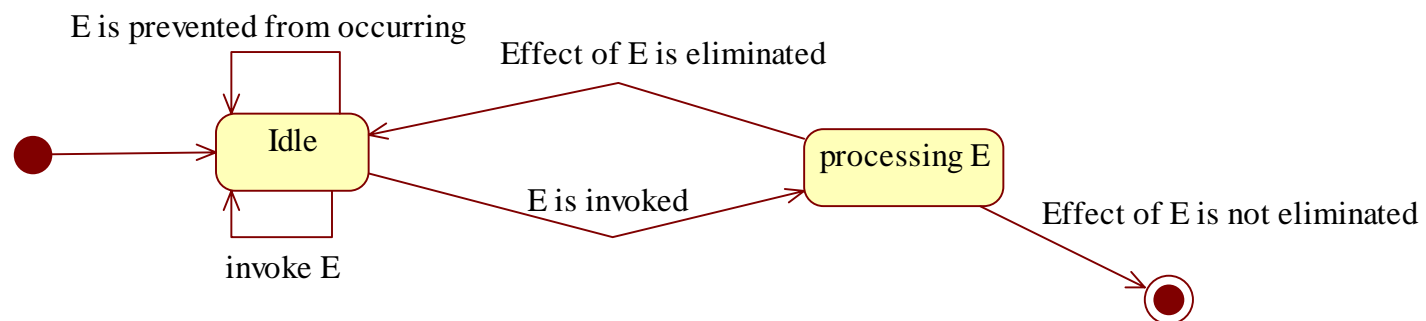 E is prevented from occurring
Effect of E is eliminated
Idle
processing E
E is invoked
Effect of E is not eliminated
invoke E